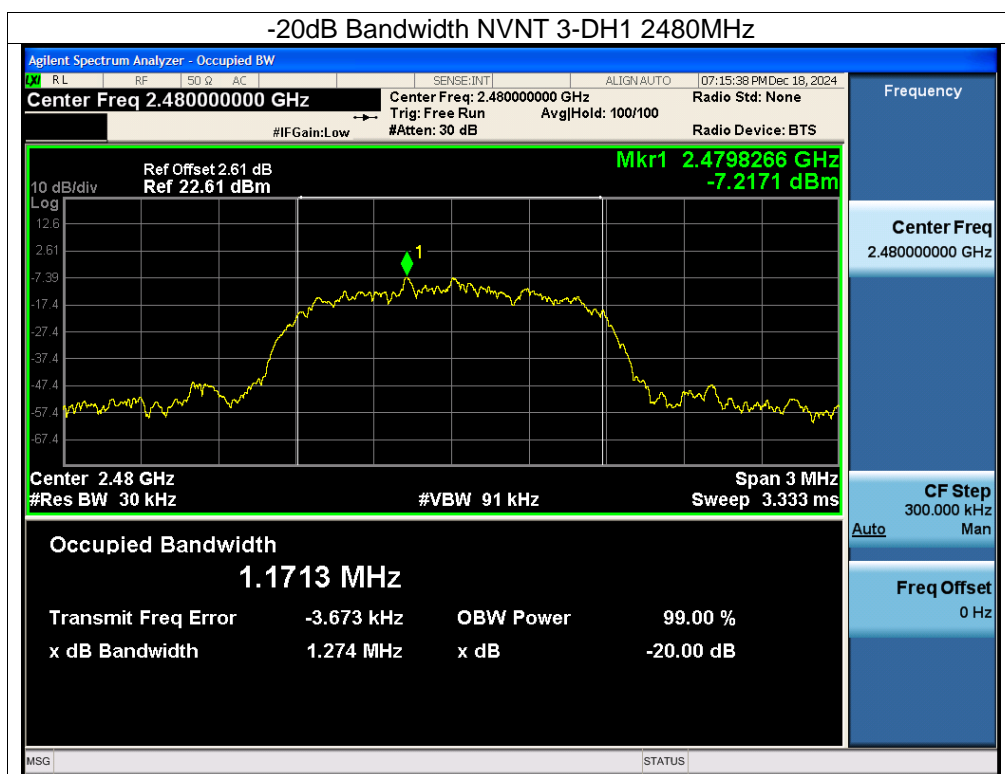 -20dB Bandwidth NVNT 3-DH1 2480MHz
Agilent Spectrum Analyzer - Occupied BW
LXI RL RF 50 Ω AC SENSE:INT ALIGN AUTO 07:15:38 PM Dec 18, 2024
Center Freq 2.480000000 GHz
Center Freq: 2.480000000 GHz
Radio Std: None
Trig: Free Run Avg|Hold: 100/100
#IFGain:Low #Atten: 30 dB Radio Device: BTS
Frequency
Ref Offset 2.61 dB
Mkr1 2.4798266 GHz
10 dB/div Ref 22.61 dBm -7.2171 dBm
Log
12.6
2.61
1
-7.39
-17.4
-27.4
-37.4
-47.4
-57.4
-67.4
Center 2.48 GHz Span 3 MHz
#Res BW 30 kHz #VBW 91 kHz Sweep 3.333 ms
Center Freq
2.480000000 GHz
CF Step
300.000 kHz
Auto Man
Freq Offset
0 Hz
Occupied Bandwidth
1.1713 MHz
Transmit Freq Error -3.673 kHz OBW Power 99.00 %
x dB Bandwidth 1.274 MHz x dB -20.00 dB
MSG STATUS